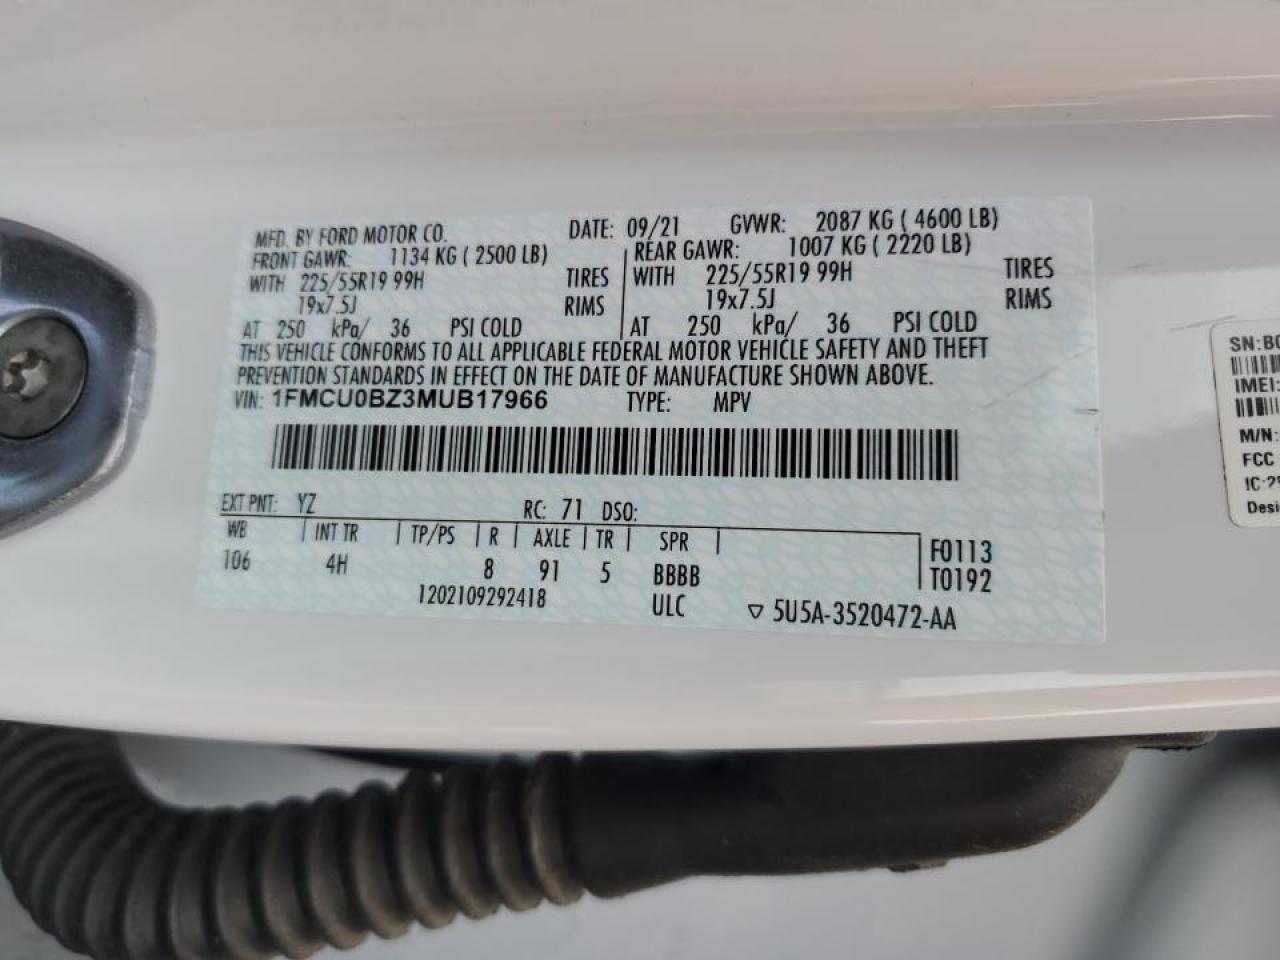 MFD. BY FORD MOTOR CO. DATE: 09/21 GVWR: 2087 KG ( 4600 LB)
FRONT GAWR: 1134 KG ( 2500 LB) REAR GAWR: 1007 KG ( 2220 LB)
WITH 225/55R19 99H TIRES WITH 225/55R19 99H TIRES
19x7.5J RIMS 19x7.5J RIMS
AT 250 kPa/ 36 PSI COLD AT 250 kPa/ 36 PSI COLD
THIS VEHICLE CONFORMS TO ALL APPLICABLE FEDERAL MOTOR VEHICLE SAFETY AND THEFT
PREVENTION STANDARDS IN EFFECT ON THE DATE OF MANUFACTURE SHOWN ABOVE.
VIN: 1FMCU0BZ3MUB17966 TYPE: MPV
EXT PNT: YZ RC: 71 DSO:
WB INT TR TP/PS R AXLE TR SPR F0113
106 4H 8 91 5 BBBB T0192
1202109292418 ULC ▽ 5U5A-3520472-AA
SN:B
IMEI:
M/N:
FCC
IC:2
Desi